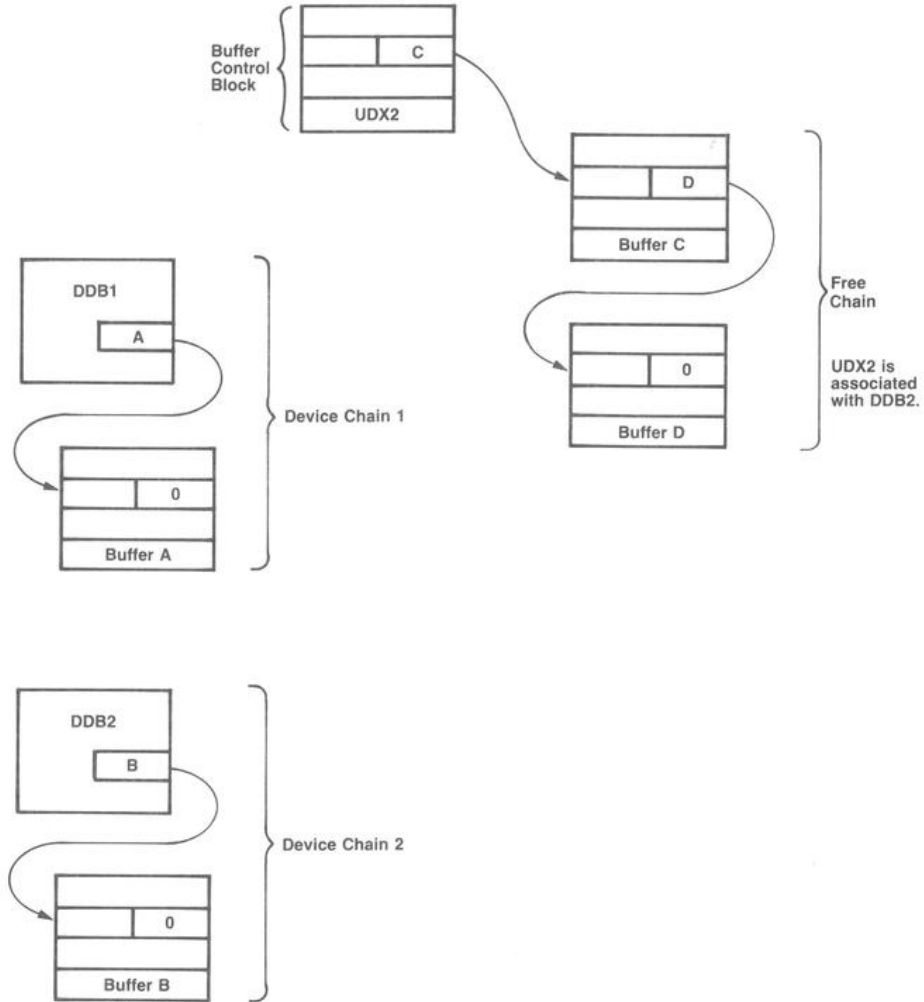 Buffer
Control
Block
C
UDX2
D
Buffer C
0
Buffer D
Free
Chain
UDX2 is
associated
with DDB2.
DDB1
A
0
Buffer A
Device Chain 1
DDB2
B
0
Buffer B
Device Chain 2